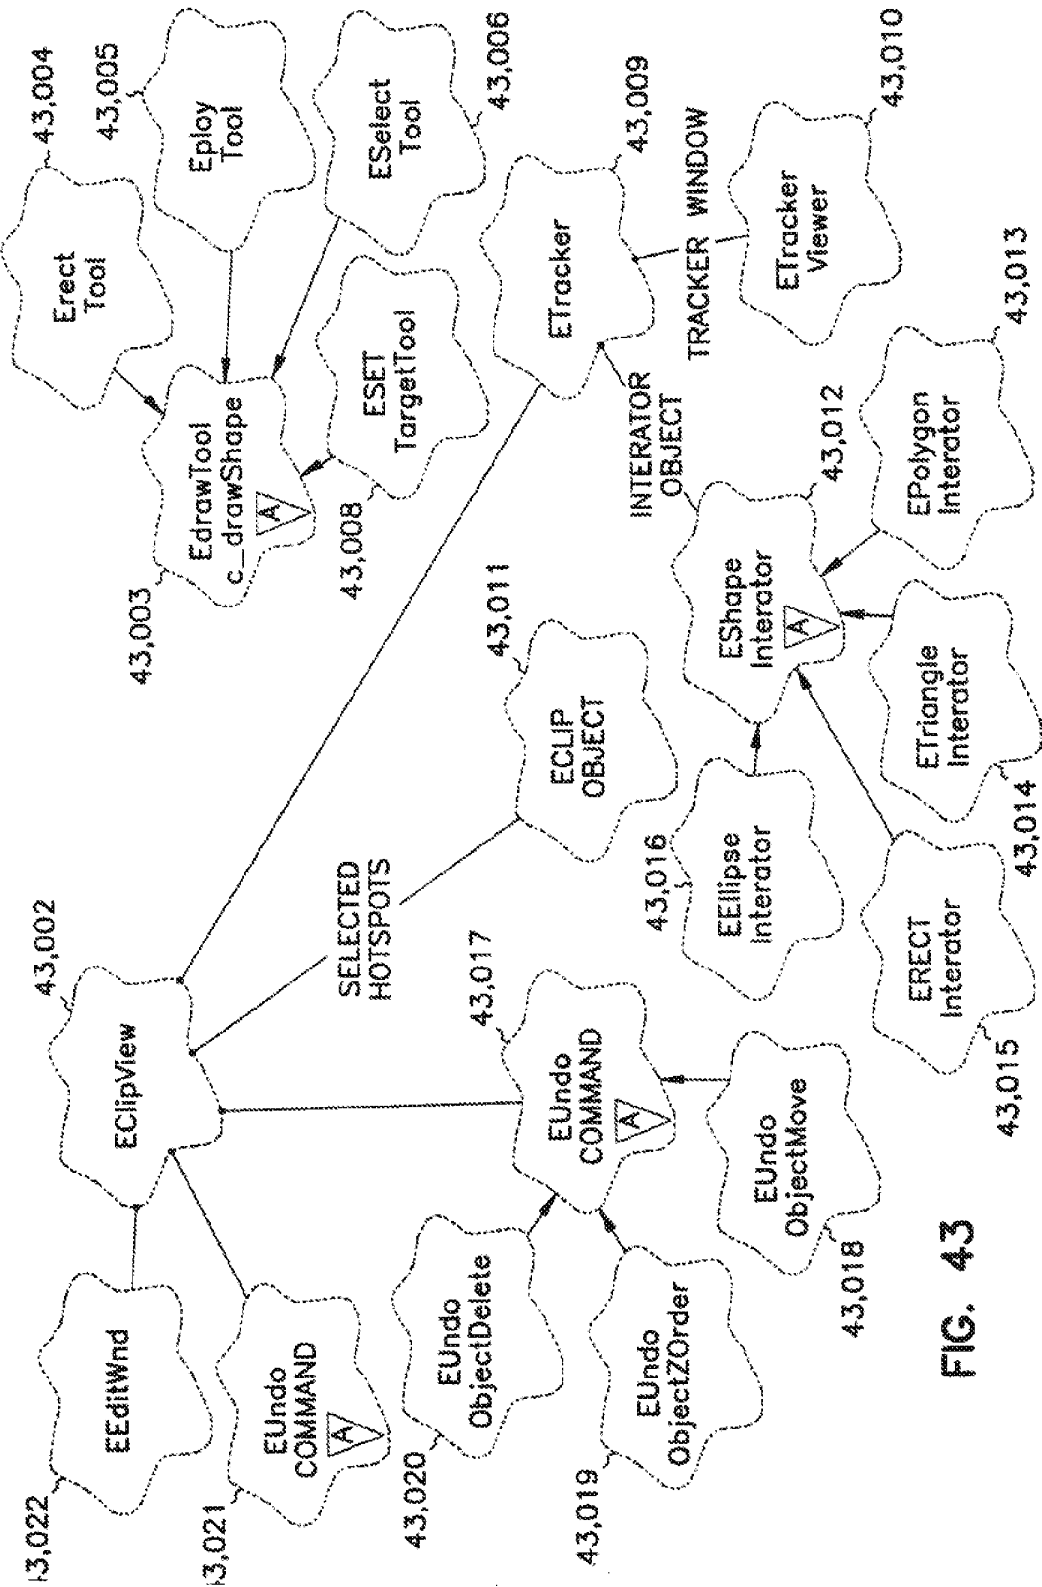 43,004
Erect
Tool
43,005
Eploy
Tool
43,006
ESelect
Tool
43,003
EdrawTool
c_drawShape
A
43,008
ESET
TargetTool
43,009
ETracker
TRACKER WINDOW
43,010
ETracker
Viewer
INTERATOR
OBJECT
43,002
EClipView
SELECTED
HOTSPOTS
43,011
ECLIP
OBJECT
43,012
EShape
Interator
A
43,013
EPolygon
Interator
ETriangle
Interator
43,014
ERECT
Interator
43,015
43,016
EEllipse
Interator
43,017
EUndo
COMMAND
A
EUndo
ObjectMove
43,018
EUndo
ObjectZOrder
43,019
EUndo
ObjectDelete
43,020
EUndo
COMMAND
A
43,021
EEditWnd
43,022
FIG. 43